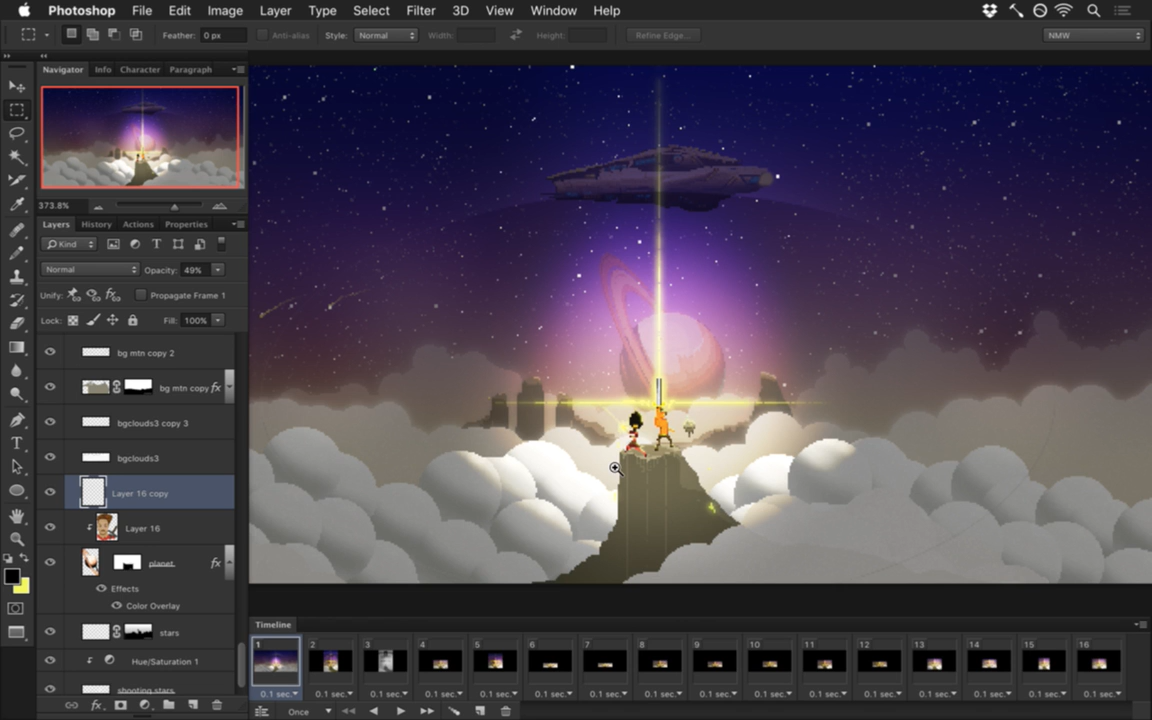 Photoshop File Edit Image Layer Type Select Filter 3D View Window Help
Feather: 0 px Anti-alias Style: Normal Width: Height: Refine Edge... NMW
Navigator Info Character Paragraph
373.8%
Layers History Actions Properties
Kind
Normal Opacity: 49%
Unify: Propagate Frame 1
Lock: Fill: 100%
bg mtn copy 2
bg mtn copy fx
bgclouds3 copy 3
bgclouds3
Layer 16 copy
Layer 16
planet fx
Effects
Color Overlay
stars
Hue/Saturation 1
shooting stars
Timeline
1 2 3 4 5 6 7 8 9 10 11 12 13 14 15 16
0.1 sec. 0.1 sec. 0.1 sec. 0.1 sec. 0.1 sec. 0.1 sec. 0.1 sec. 0.1 sec. 0.1 sec. 0.1 sec. 0.1 sec. 0.1 sec. 0.1 sec. 0.1 sec. 0.1 sec. 0.1 sec.
Once